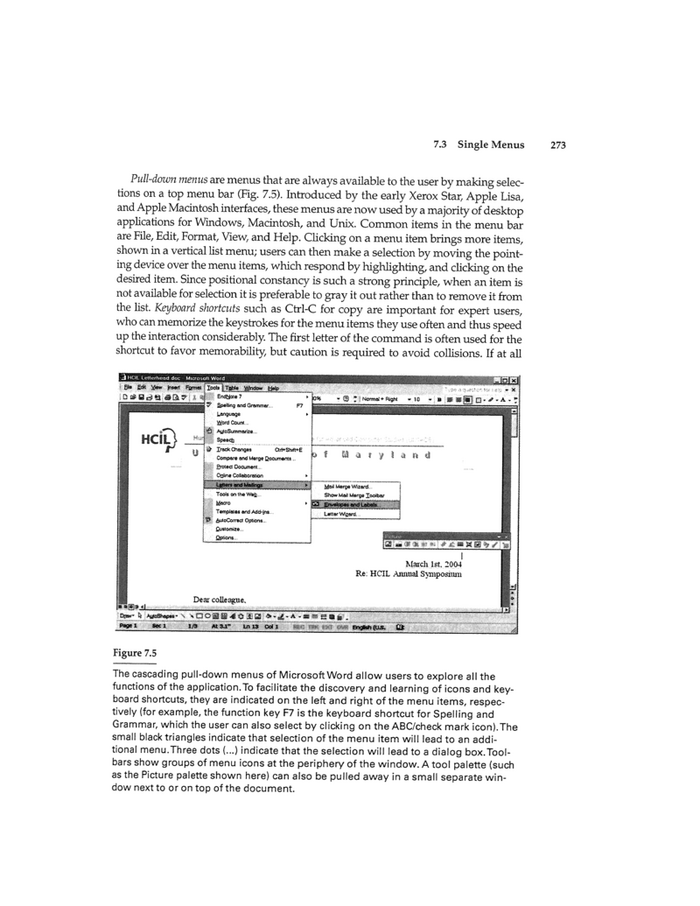 7.3 Single Menus 273
Pull-down menus are menus that are always available to the user by making selec-
tions on a top menu bar (Fig. 7.5). Introduced by the early Xerox Star, Apple Lisa,
and Apple Macintosh interfaces, these menus are now used by a majority of desktop
applications for Windows, Macintosh, and Unix. Common items in the menu bar
are File, Edit, Format, View, and Help. Clicking on a menu item brings more items,
shown in a vertical list menu; users can then make a selection by moving the point-
ing device over the menu items, which respond by highlighting, and clicking on the
desired item. Since positional constancy is such a strong principle, when an item is
not available for selection it is preferable to gray it out rather than to remove it from
the list. Keyboard shortcuts such as Ctrl-C for copy are important for expert users,
who can memorize the keystrokes for the menu items they use often and thus speed
up the interaction considerably. The first letter of the command is often used for the
shortcut to favor memorability, but caution is required to avoid collisions. If at all
HCIL Letterhead.doc - Microsoft Word
File Edit View Insert Format Tools Table Window Help
EndNote 7
Normal + Right 10
Spelling and Grammar... F7
Language
Word Count...
AutoSummarize...
HCIL
Speech
Track Changes Ctrl+Shift+E
U of Maryland
Compare and Merge Documents...
Protect Document...
Online Collaboration
Letters and Mailings
Mail Merge Wizard...
Tools on the Web...
Show Mail Merge Toolbar
Macro
Envelopes and Labels...
Templates and Add-Ins...
Letter Wizard...
AutoCorrect Options...
Customize...
Options...
Picture
March 1st, 2004
Re: HCIL Annual Symposium
Dear colleague,
Draw AutoShapes
Page 1 Sec 1 1/3 At 3.1" Ln 13 Col 1 REC TRK EXT OVR English (U.S.
Figure 7.5
The cascading pull-down menus of Microsoft Word allow users to explore all the
functions of the application. To facilitate the discovery and learning of icons and key-
board shortcuts, they are indicated on the left and right of the menu items, respec-
tively (for example, the function key F7 is the keyboard shortcut for Spelling and
Grammar, which the user can also select by clicking on the ABC/check mark icon). The
small black triangles indicate that selection of the menu item will lead to an addi-
tional menu. Three dots (...) indicate that the selection will lead to a dialog box. Tool-
bars show groups of menu icons at the periphery of the window. A tool palette (such
as the Picture palette shown here) can also be pulled away in a small separate win-
dow next to or on top of the document.